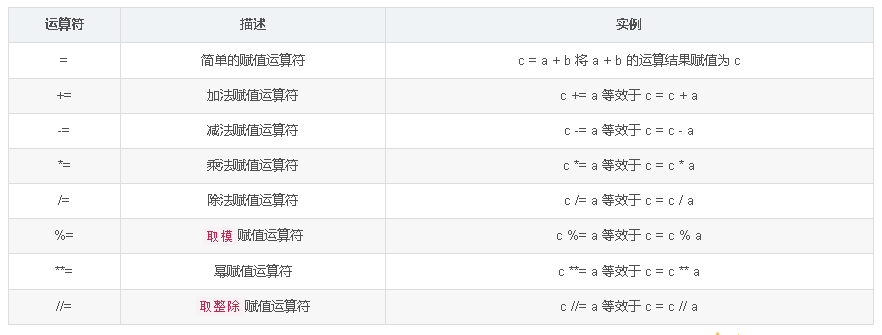 运算符 描述 实例
= 简单的赋值运算符 c = a + b 将 a + b 的运算结果赋值为 c
+= 加法赋值运算符 c += a 等效于 c = c + a
-= 减法赋值运算符 c -= a 等效于 c = c - a
*= 乘法赋值运算符 c *= a 等效于 c = c * a
/= 除法赋值运算符 c /= a 等效于 c = c / a
%= 取模 赋值运算符 c %= a 等效于 c = c % a
**= 幂赋值运算符 c **= a 等效于 c = c ** a
//= 取整除 赋值运算符 c //= a 等效于 c = c // a